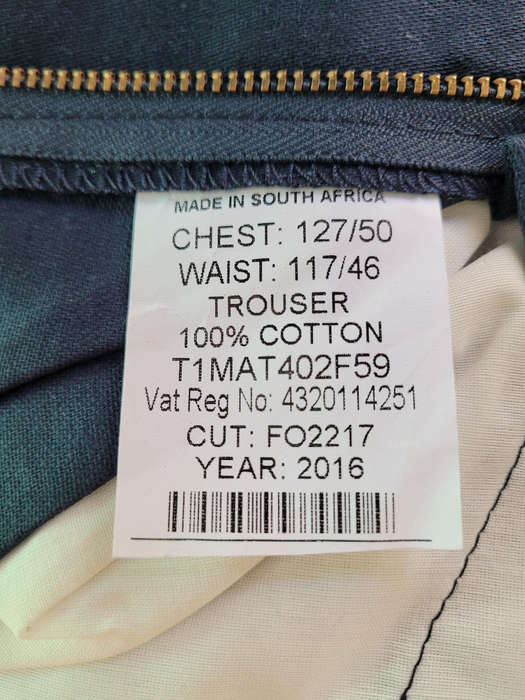 MADE IN SOUTH AFRICA
CHEST: 127/50
WAIST: 117/46
TROUSER
100% COTTON
T1MAT402F59
Vat Reg No: 4320114251
CUT: FO2217
YEAR: 2016